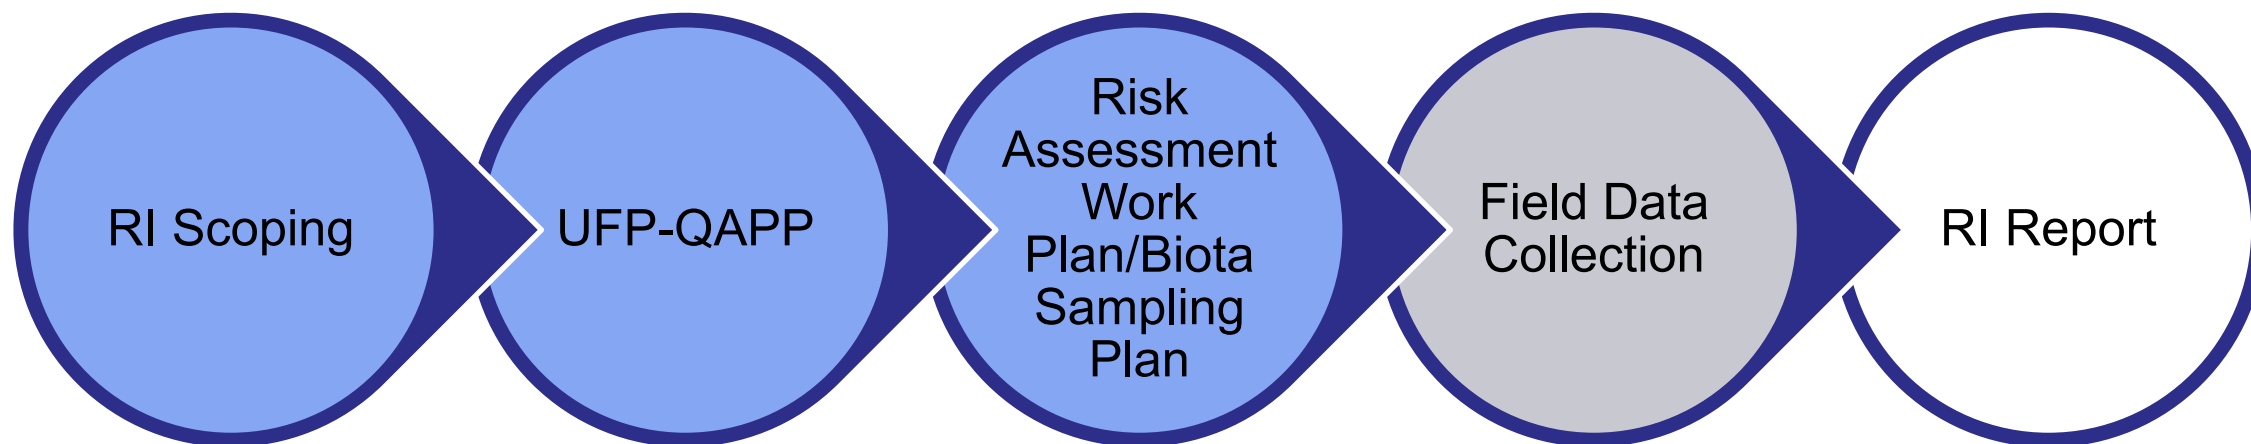 RI Scoping
UFP-QAPP
Risk
Assessment
Work
Plan/Biota
Sampling
Plan
Field Data
Collection
RI Report